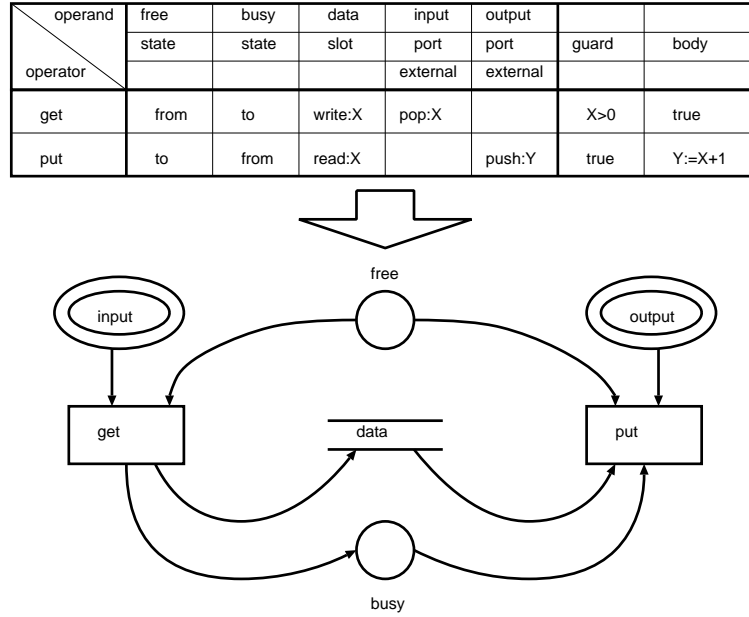 operand free busy data input output
state state slot port port guard body
operator external external
get from to write:X pop:X X>0 true
put to from read:X push:Y true Y:=X+1
free
input output
get data put
busy